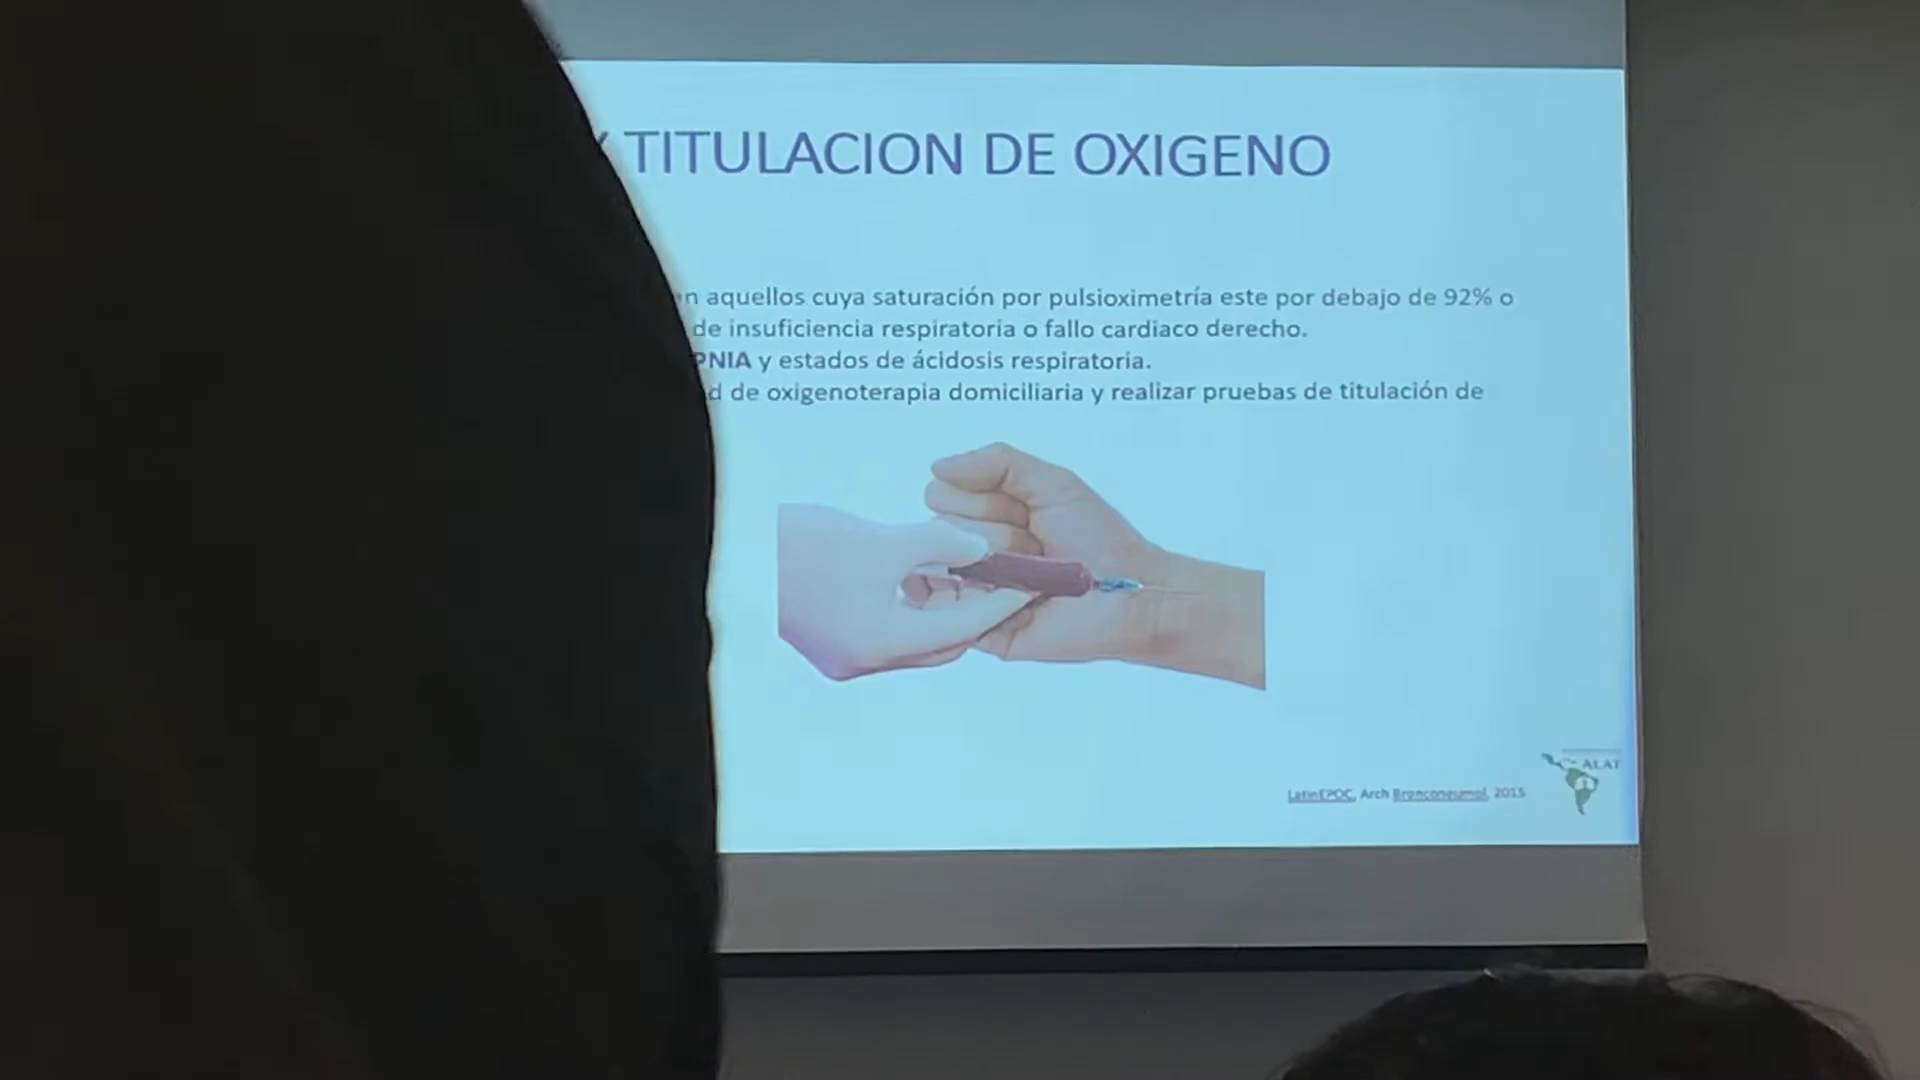 Y TITULACION DE OXIGENO
n aquellos cuya saturación por pulsioximetría este por debajo de 92% o
de insuficiencia respiratoria o fallo cardiaco derecho.
PNIA y estados de ácidosis respiratoria.
d de oxigenoterapia domiciliaria y realizar pruebas de titulación de
LatinEPOC, Arch Bronconeumol, 2015
ALAT